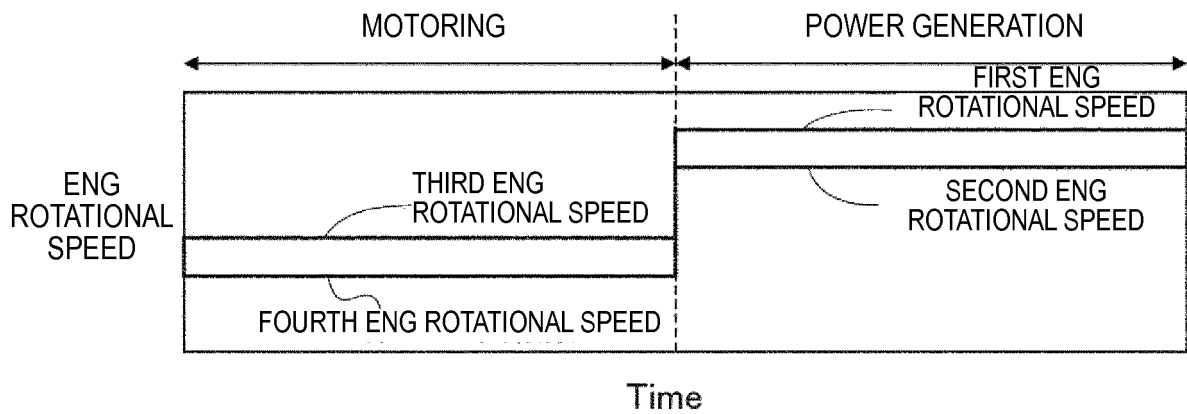 MOTORING
POWER GENERATION
FIRST ENG
ROTATIONAL SPEED
ENG
ROTATIONAL
SPEED
THIRD ENG
ROTATIONAL SPEED
SECOND ENG
ROTATIONAL SPEED
FOURTH ENG ROTATIONAL SPEED
Time